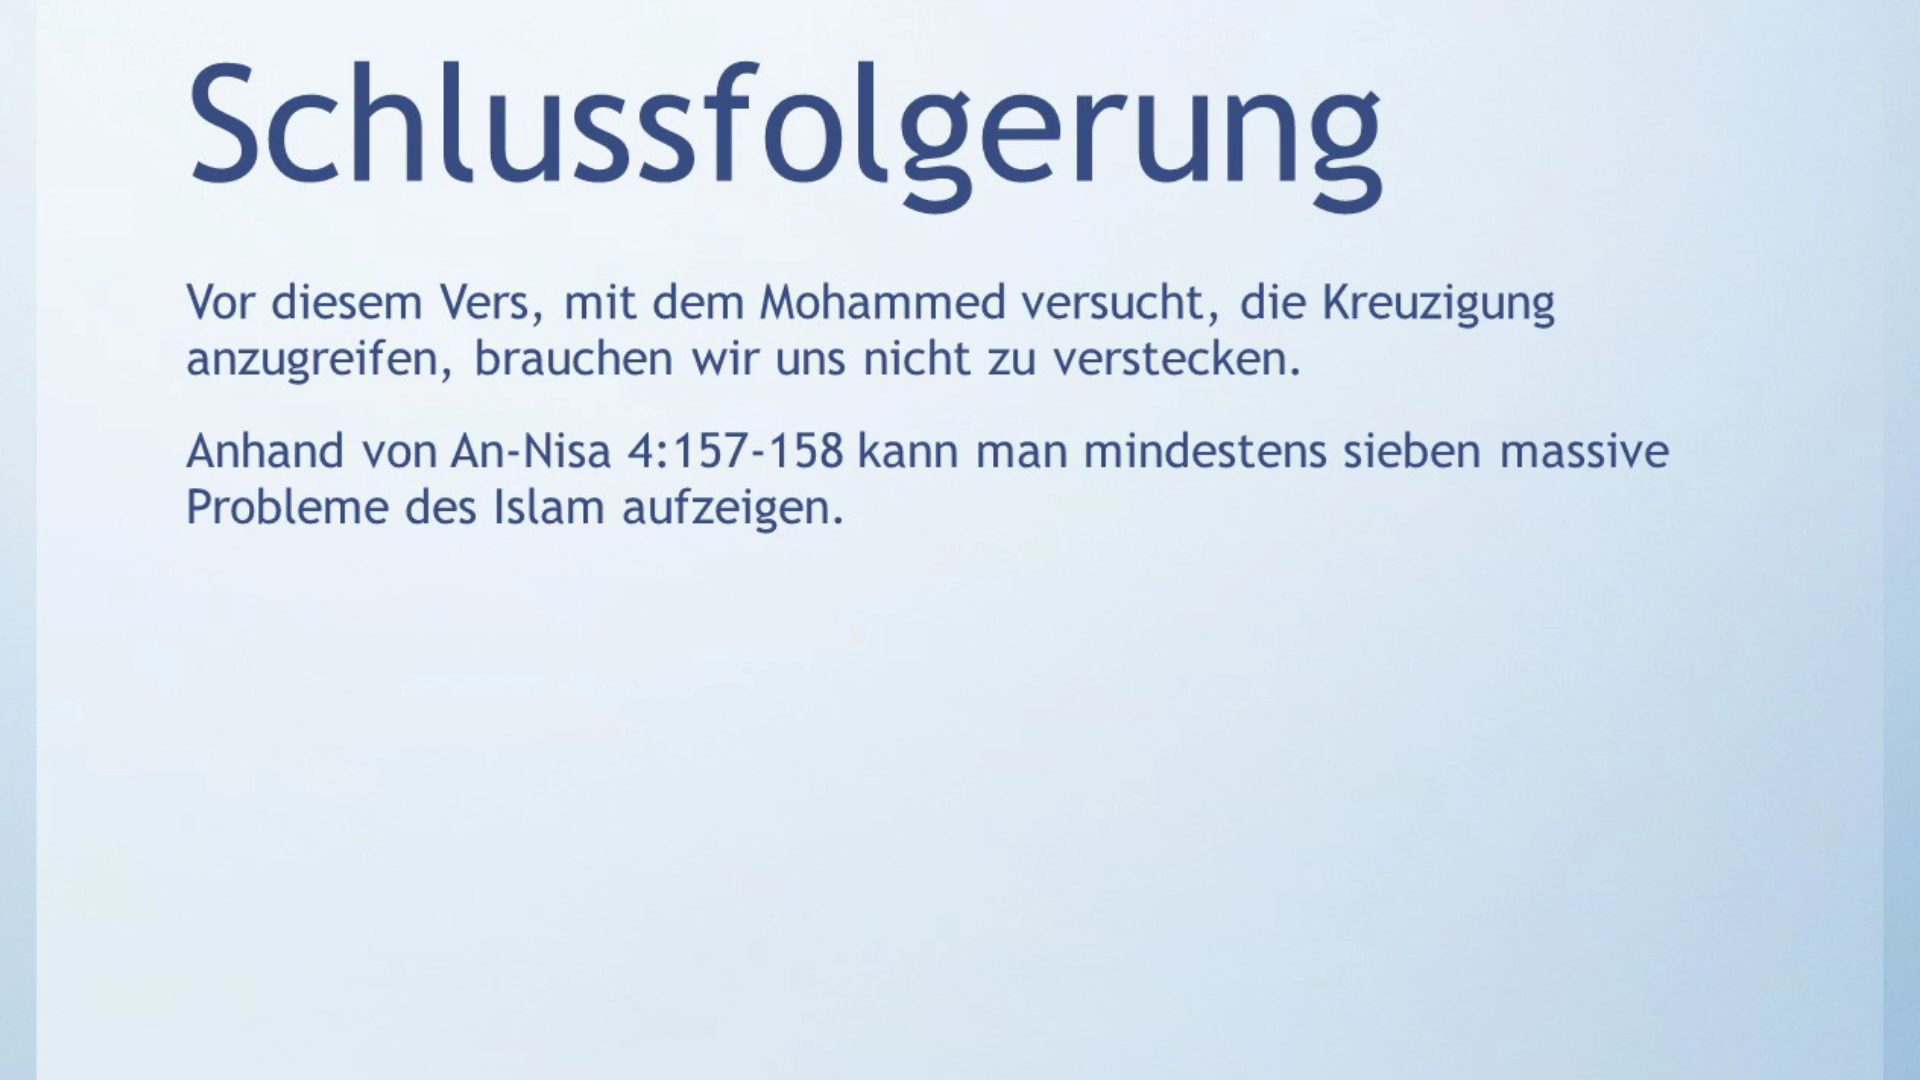 Schlussfolgerung
Vor diesem Vers, mit dem Mohammed versucht, die Kreuzigung
anzugreifen, brauchen wir uns nicht zu verstecken.
Anhand von An-Nisa 4:157-158 kann man mindestens sieben massive
Probleme des Islam aufzeigen.